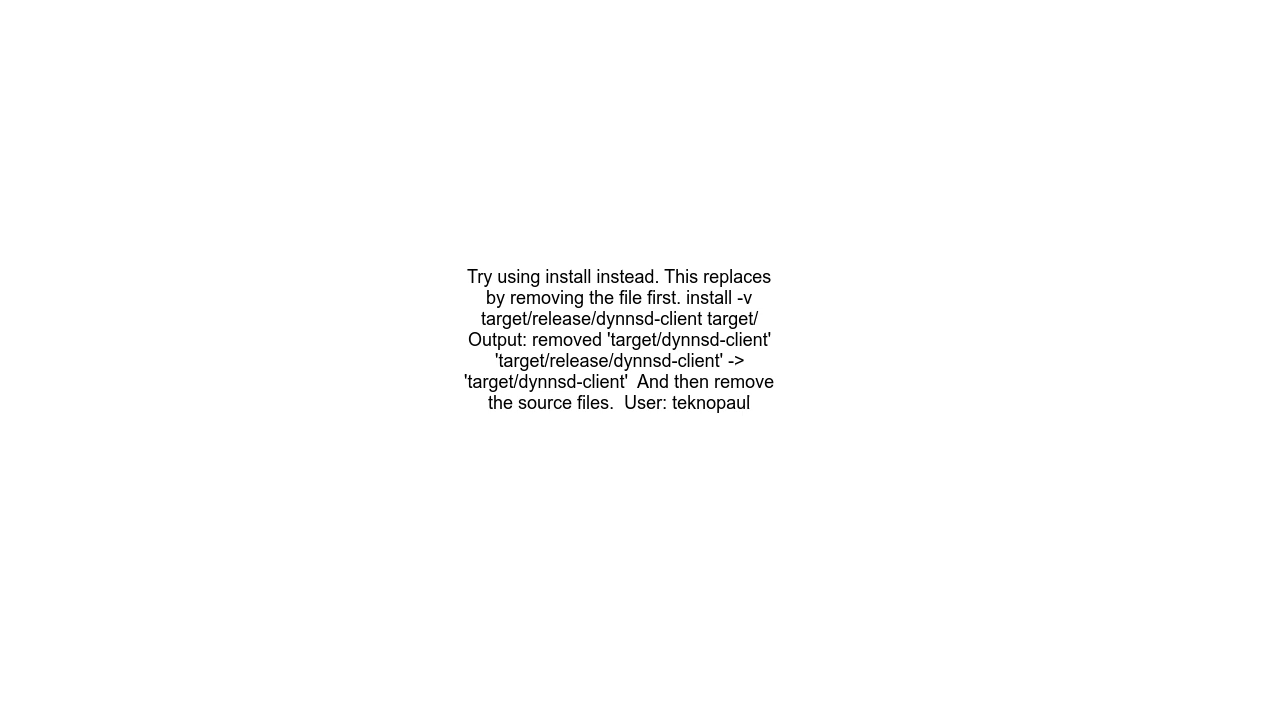 Try using install instead. This replaces
by removing the file first. install -v
target/release/dynnsd-client target/
Output: removed 'target/dynnsd-client'
'target/release/dynnsd-client' ->
'target/dynnsd-client'  And then remove
the source files.  User: teknopaul